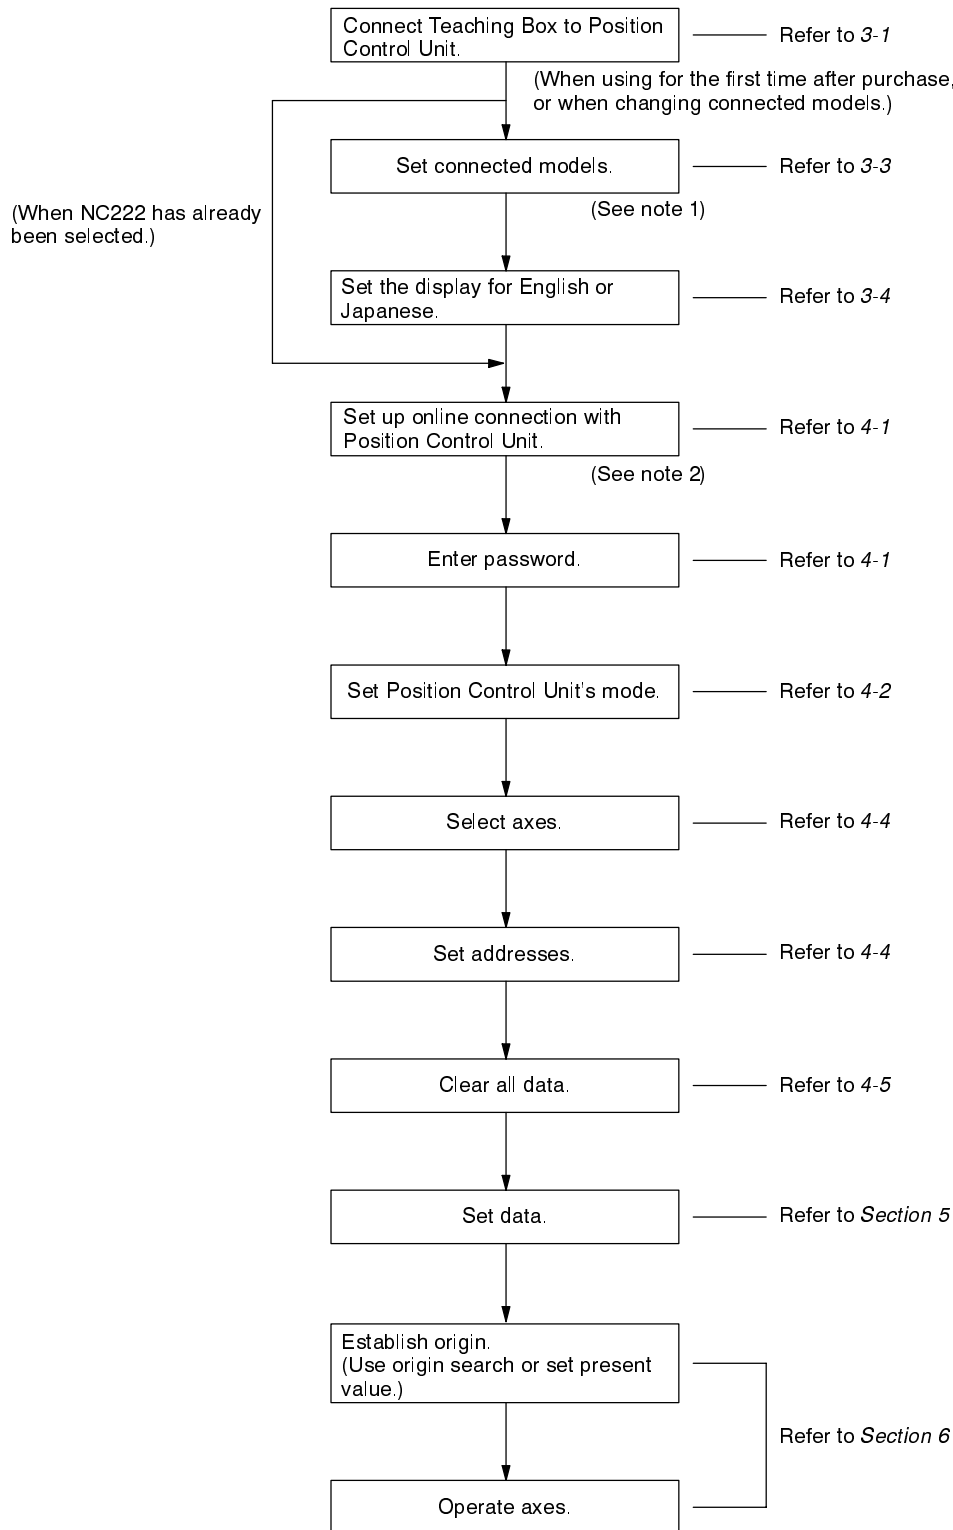 Connect Teaching Box to Position
Control Unit.
Refer to 3-1
(When using for the first time after purchase,
or when changing connected models.)
Set connected models.
Refer to 3-3
(When NC222 has already
been selected.)
(See note 1)
Set the display for English or
Japanese.
Refer to 3-4
Set up online connection with
Position Control Unit.
Refer to 4-1
(See note 2)
Enter password.
Refer to 4-1
Set Position Control Unit's mode.
Refer to 4-2
Select axes.
Refer to 4-4
Set addresses.
Refer to 4-4
Clear all data.
Refer to 4-5
Set data.
Refer to Section 5
Establish origin.
(Use origin search or set present
value.)
Refer to Section 6
Operate axes.